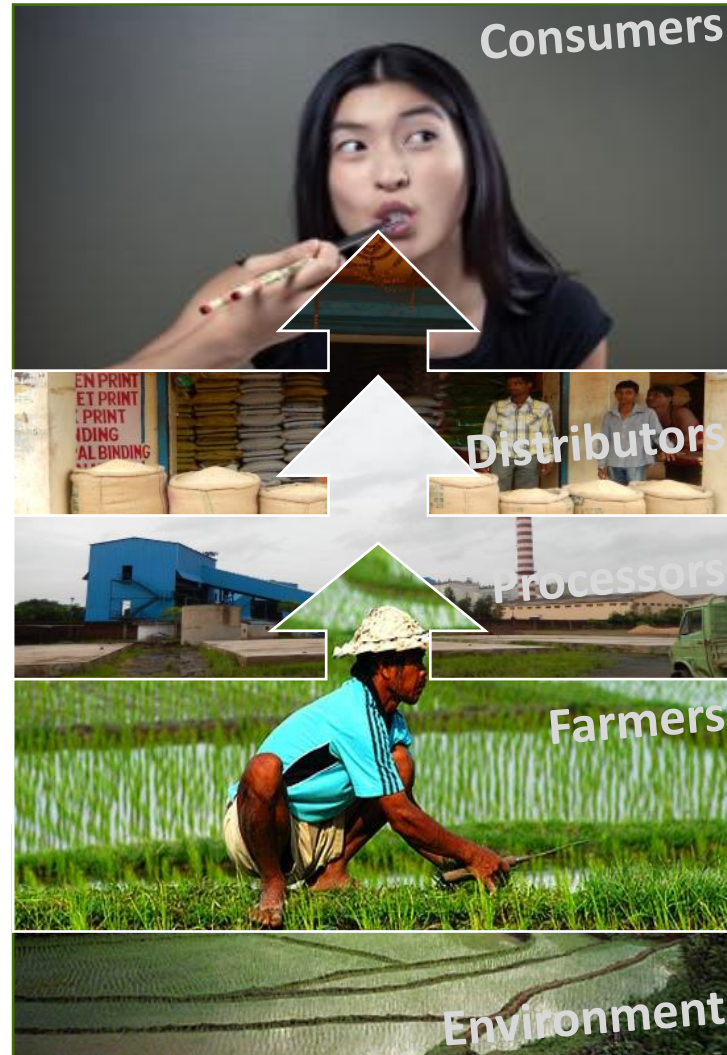 Consumers
EN PRINT
ET PRINT
PRINT
NDING
AL BINDING
Distributors
Processors
Farmers
Environment